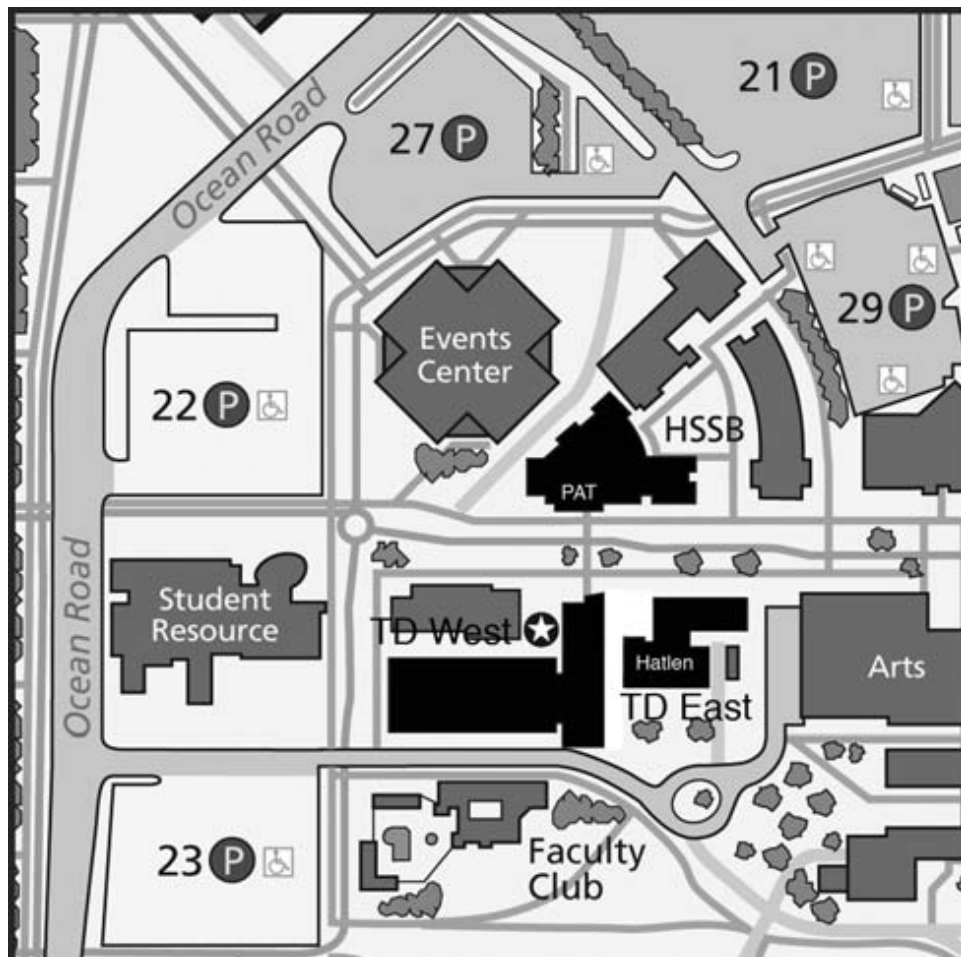 21 P
27 P
Ocean Road
29 P
Events
Center
22 P
HSSB
PAT
Ocean Road
Student
Resource
TD West
Hatlen
Arts
TD East
23 P
Faculty
Club